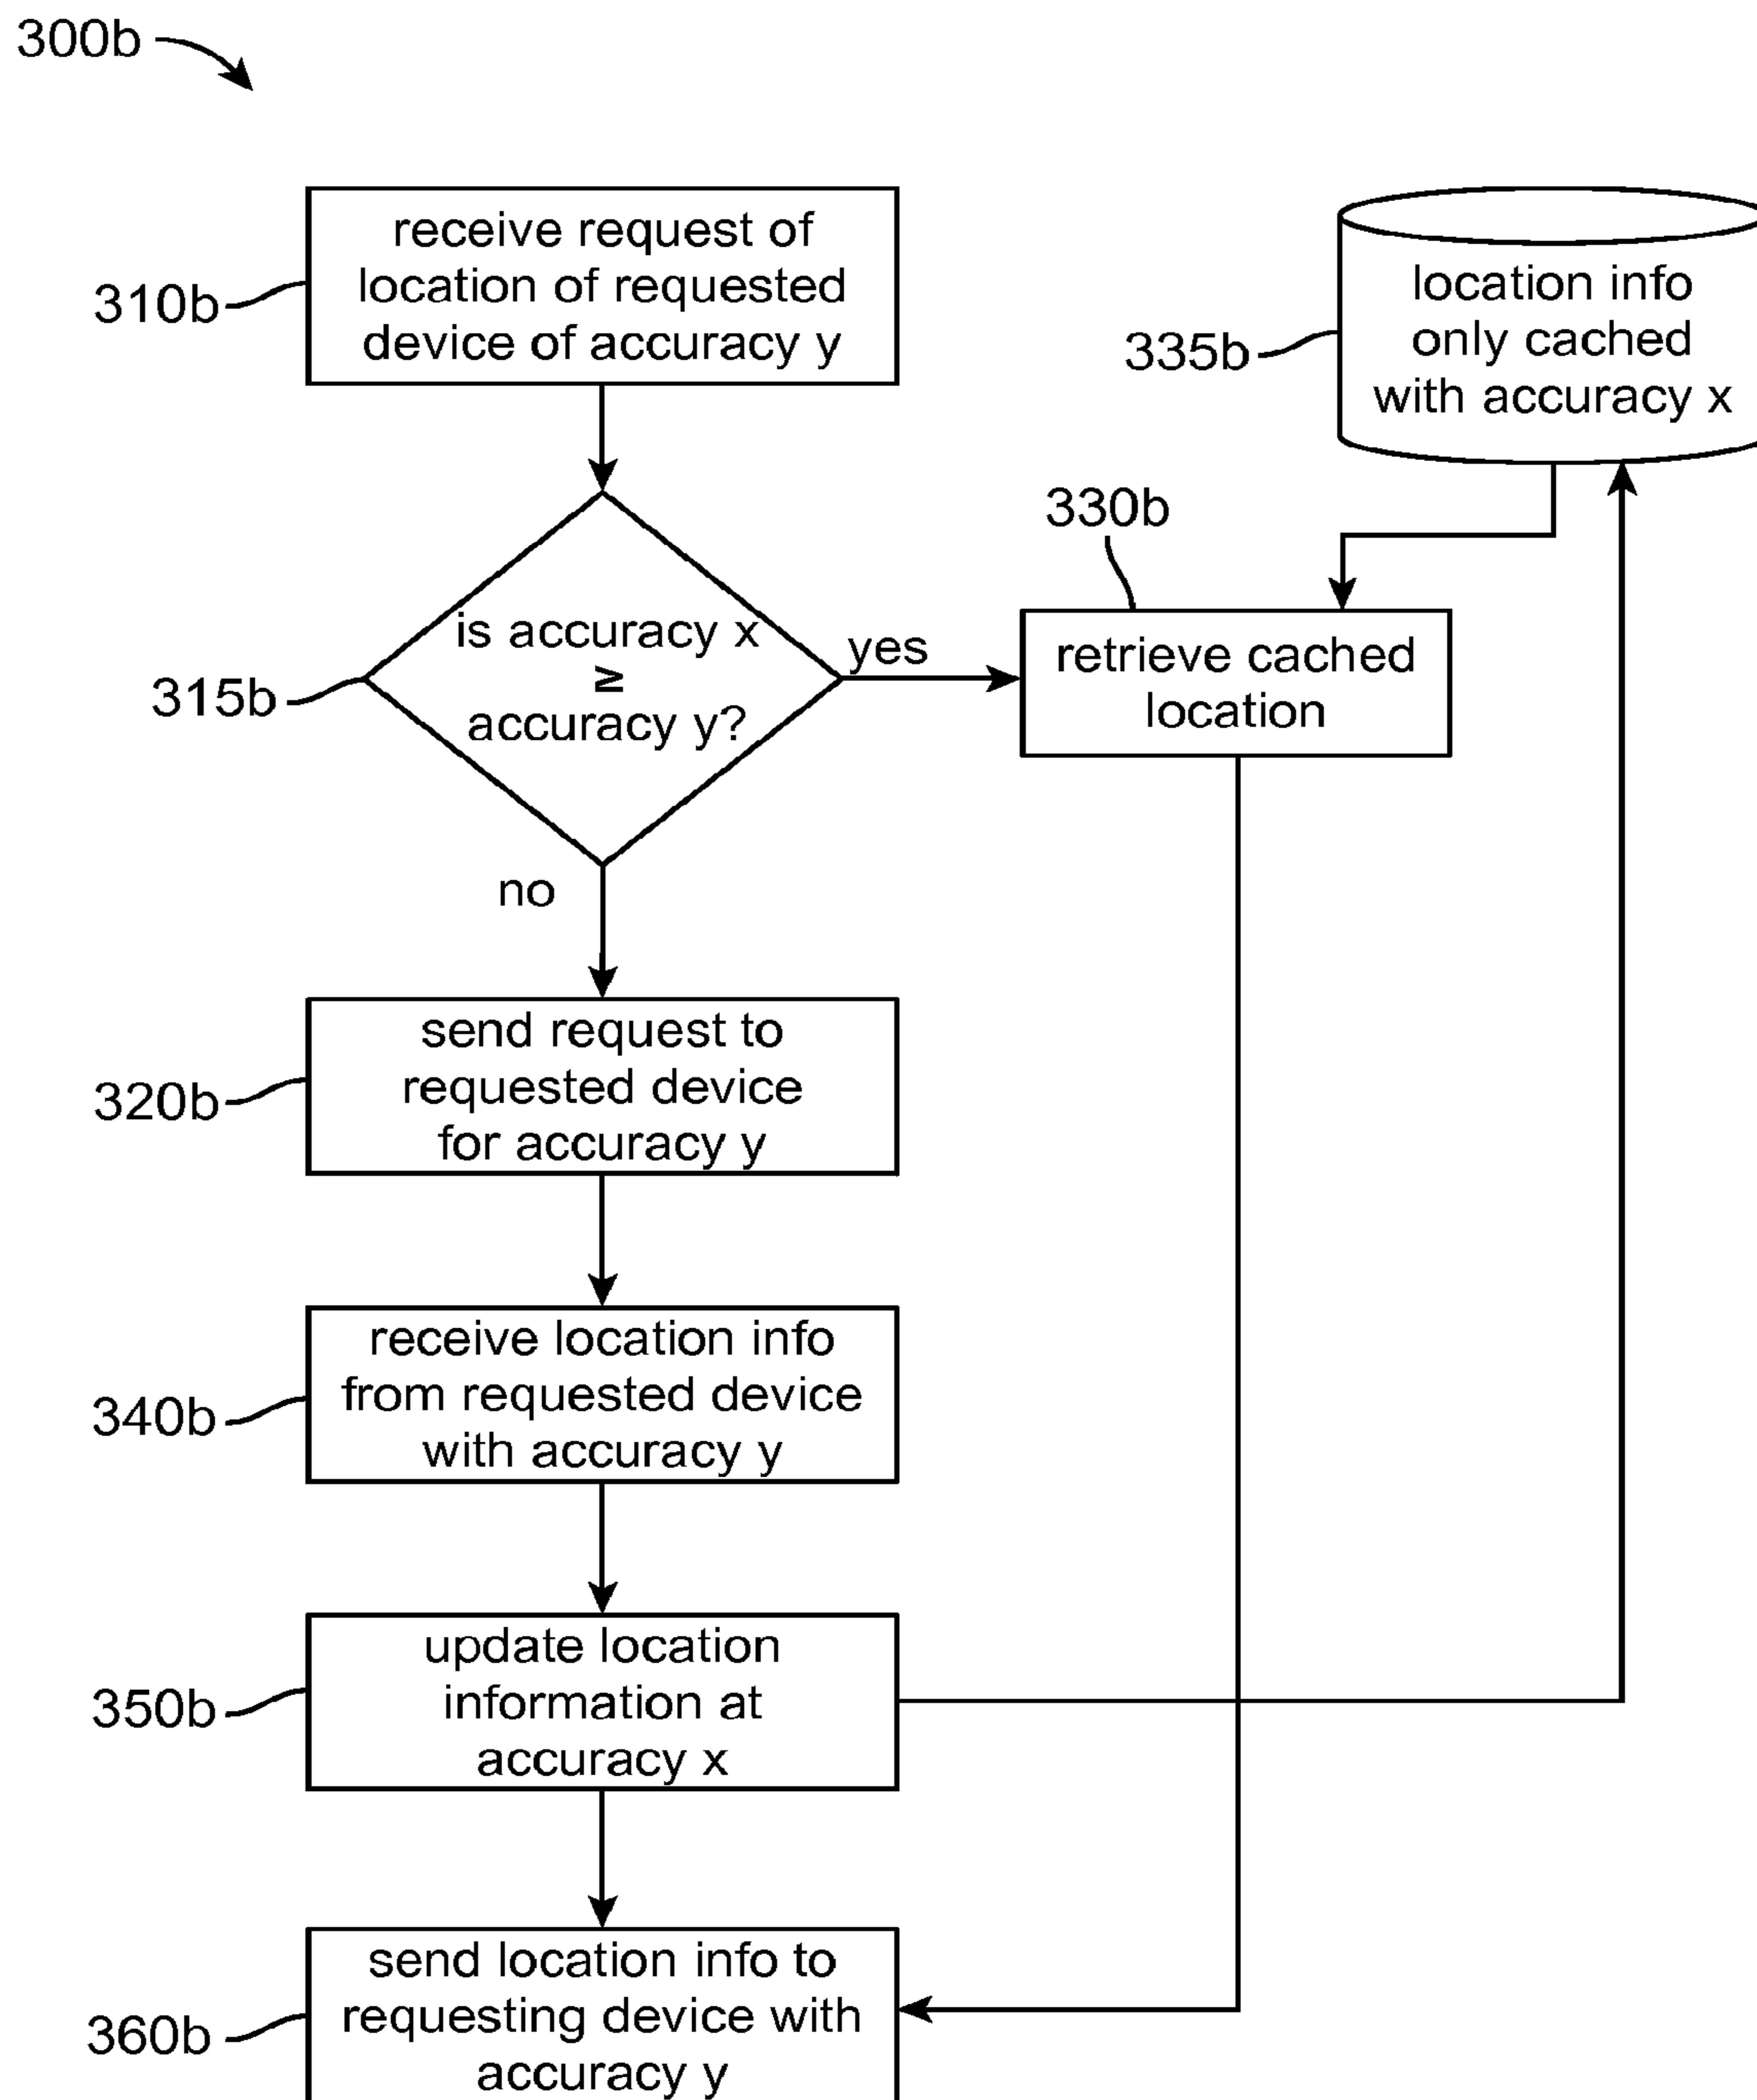 300b
receive request of
location of requested
device of accuracy y
310b
location info
only cached
with accuracy x
335b
330b
is accuracy x
≥
accuracy y?
315b
yes
retrieve cached
location
no
send request to
requested device
for accuracy y
320b
receive location info
from requested device
with accuracy y
340b
update location
information at
accuracy x
350b
send location info to
requesting device with
accuracy y
360b